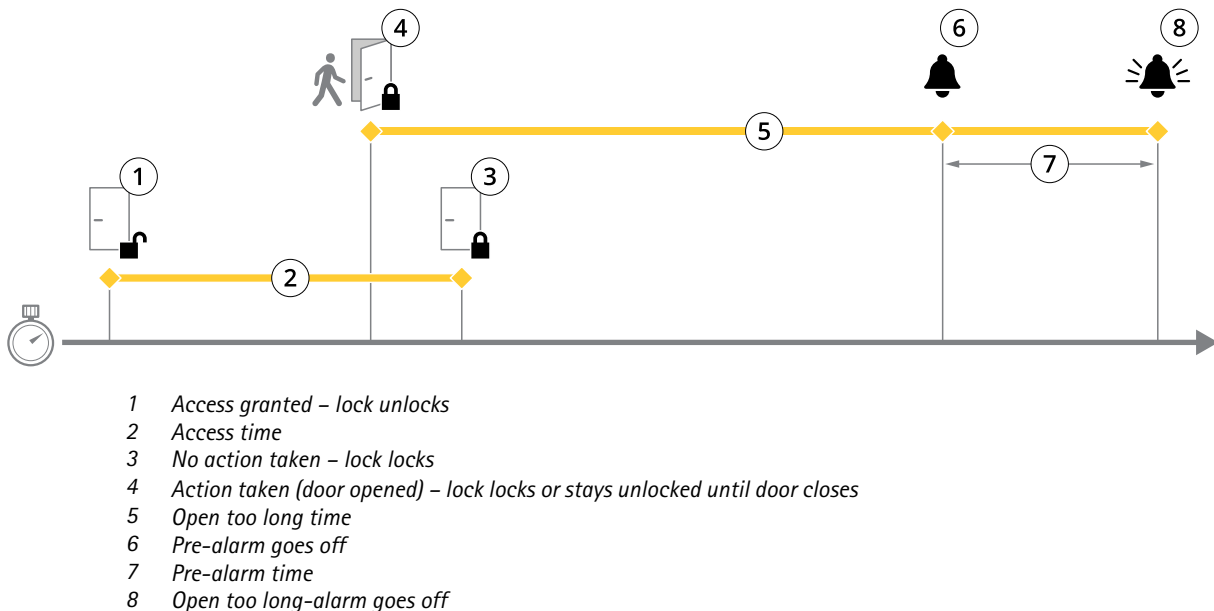 4
6
8
5
1
3
7
2
1 Access granted – lock unlocks
2 Access time
3 No action taken – lock locks
4 Action taken (door opened) – lock locks or stays unlocked until door closes
5 Open too long time
6 Pre-alarm goes off
7 Pre-alarm time
8 Open too long-alarm goes off